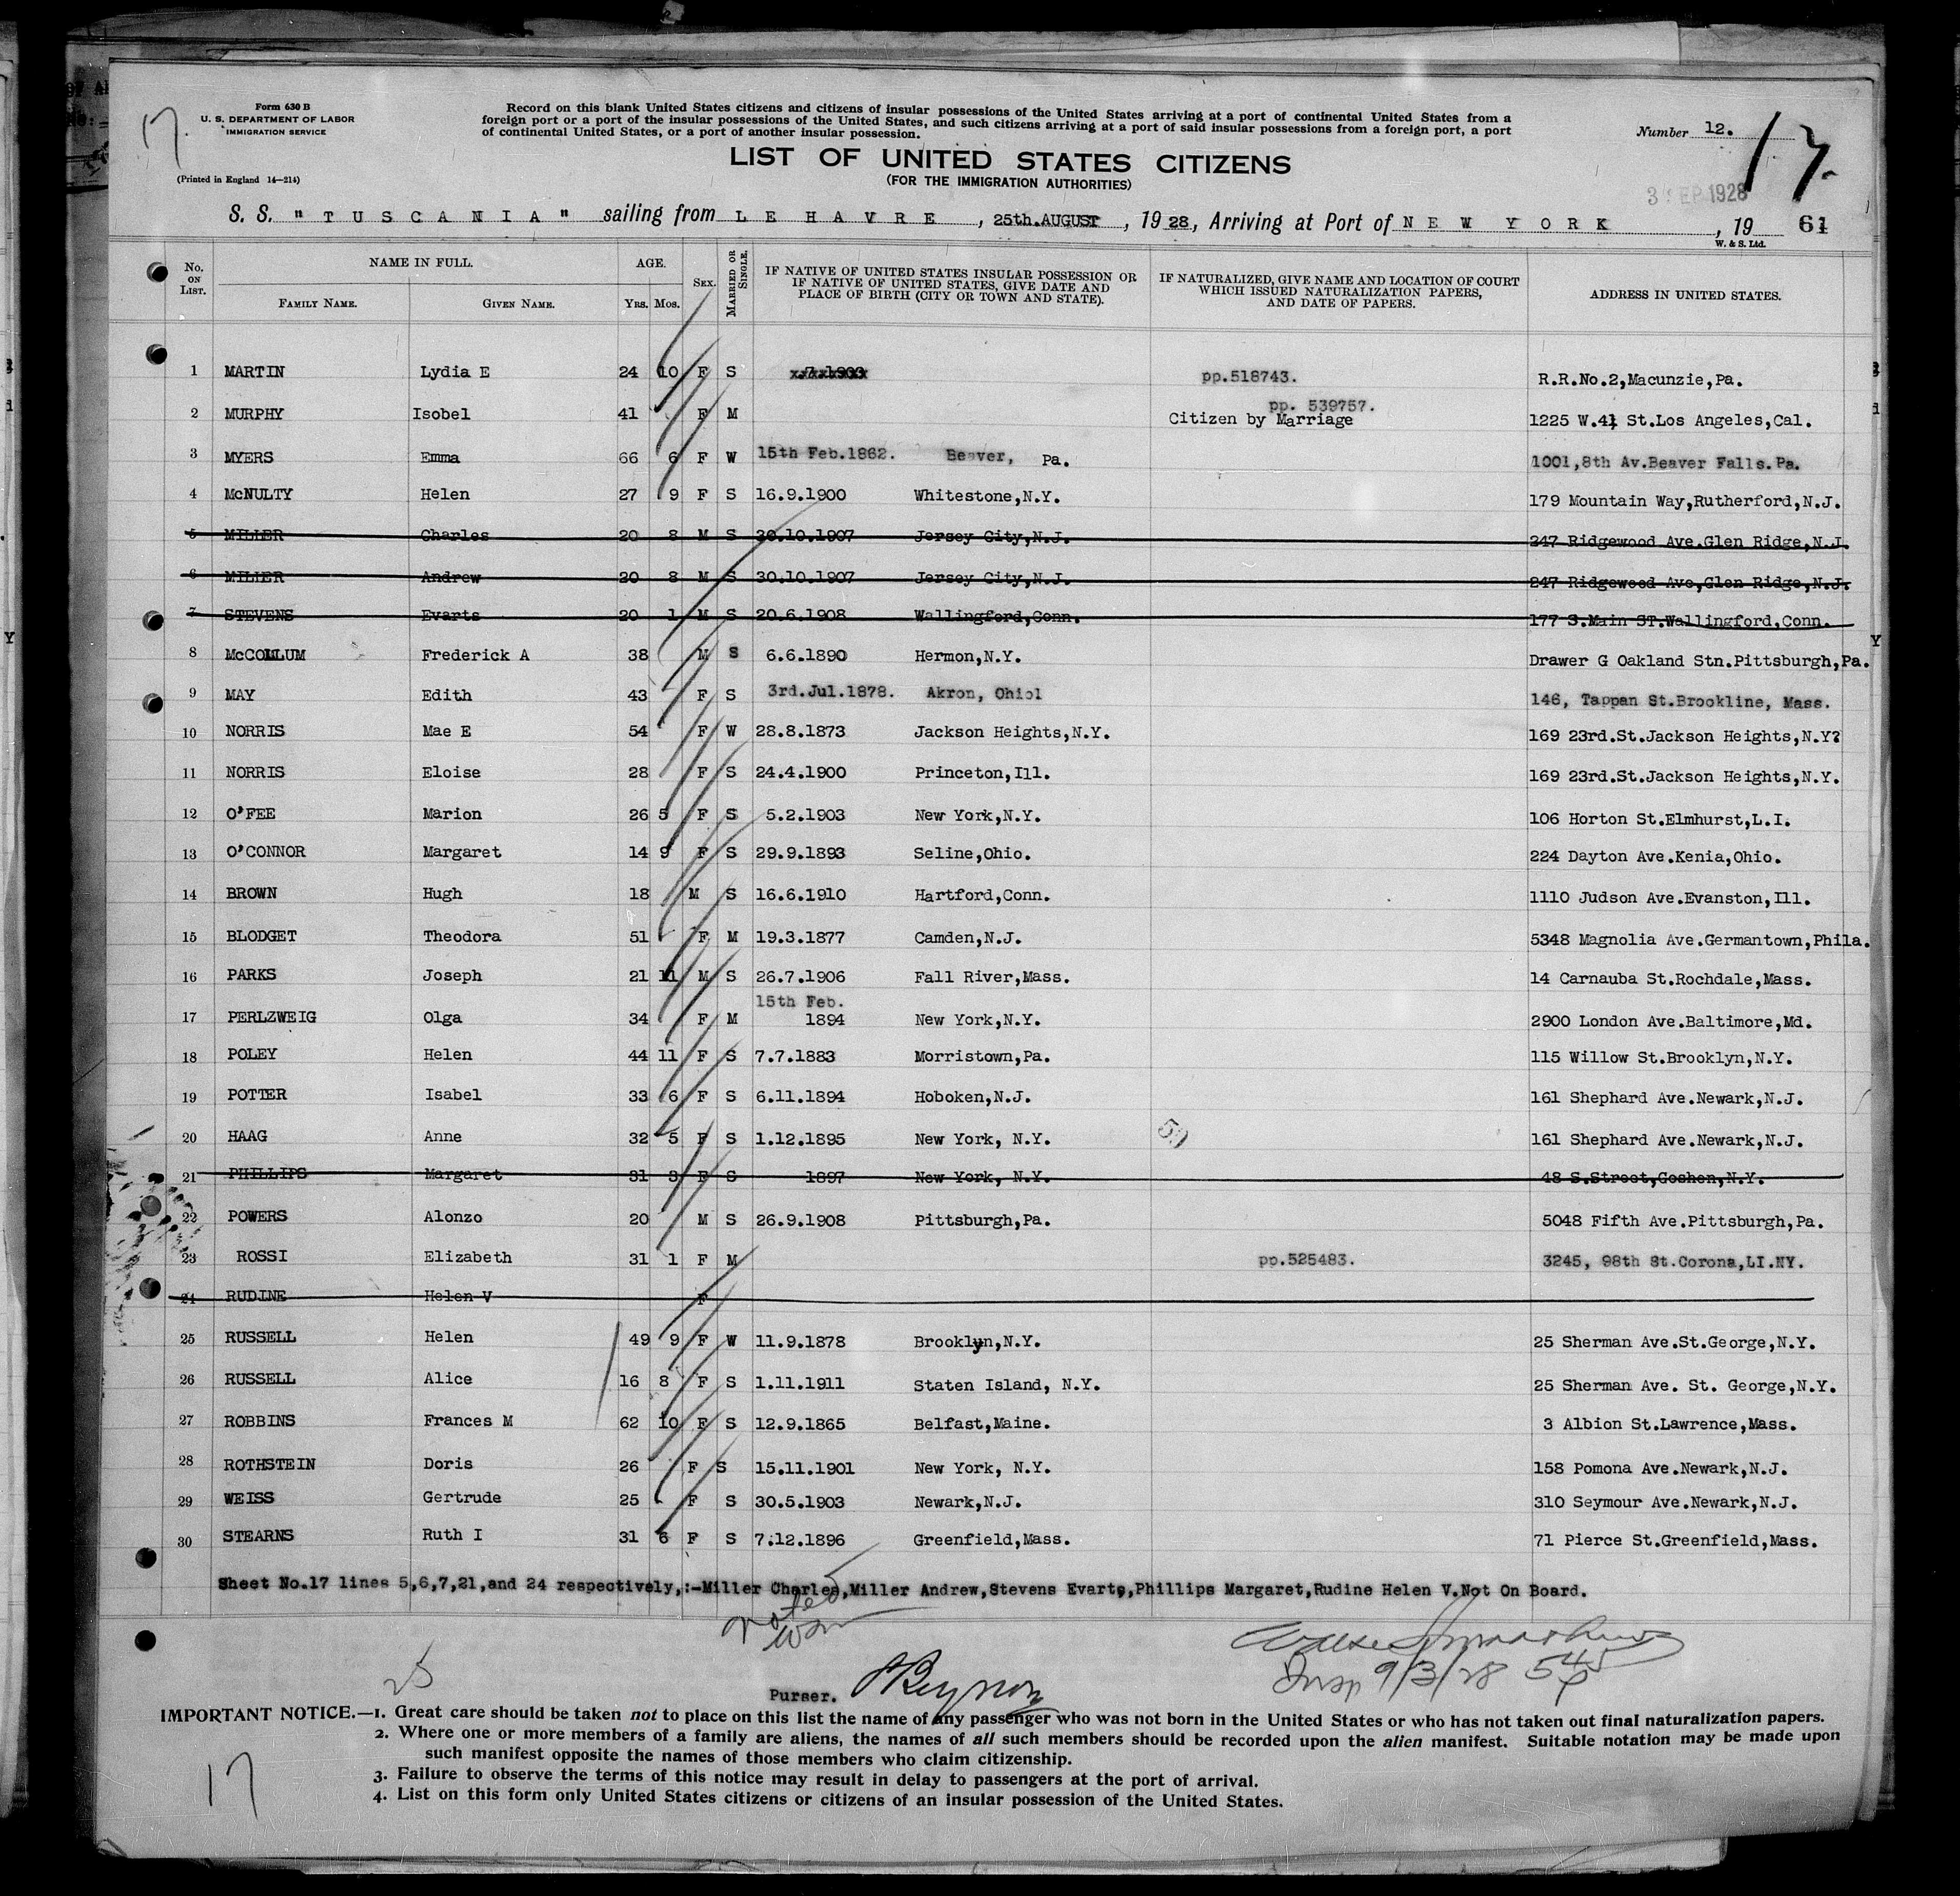 17.
Form 630 B
U. S. DEPARTMENT OF LABOR
IMMIGRATION SERVICE
(Printed in England 14—214)
Record on this blank United States citizens and citizens of insular possessions of the United States arriving at a port of continental United States from a
foreign port or a port of the insular possessions of the United States, and such citizens arriving at a port of said insular possessions from a foreign port, a port
of continental United States, or a port of another insular possession.
Number 12.
17.
LIST OF UNITED STATES CITIZENS
(FOR THE IMMIGRATION AUTHORITIES)
3 SEP 1928
S. S. "TUSCANIA" sailing from LE HAVRE, 25th.AUGUST, 1928, Arriving at Port of NEW YORK, 19 61
W. & S. Ltd.
No. ON LIST. NAME IN FULL. AGE. SEX. MARRIED OR SINGLE. IF NATIVE OF UNITED STATES INSULAR POSSESSION OR IF NATIVE OF UNITED STATES, GIVE DATE AND PLACE OF BIRTH (CITY OR TOWN AND STATE). IF NATURALIZED, GIVE NAME AND LOCATION OF COURT WHICH ISSUED NATURALIZATION PAPERS, AND DATE OF PAPERS. ADDRESS IN UNITED STATES.
FAMILY NAME. GIVEN NAME. YRS. MOS.
1 MARTIN Lydia E 24 10 F S pp.518743. R.R.No.2,Macunzie,Pa.
2 MURPHY Isobel 41 F M pp. 539757. Citizen by Marriage 1225 W.41 St.Los Angeles,Cal.
3 MYERS Emma 66 6 F W 15th Feb.1862. Beaver, Pa. 1001,8th Av.Beaver Falls.Pa.
4 McNULTY Helen 27 9 F S 16.9.1900 Whitestone,N.Y. 179 Mountain Way,Rutherford,N.J.
5 MILLER Charles 20 8 M S 30.10.1907 Jersey City,N.J. 247 Ridgewood Ave.Glen Ridge,N.J.
6 MILLER Andrew 20 8 M S 30.10.1907 Jersey City,N.J. 247 Ridgewood Ave,Glen Ridge,N.J.
7 STEVENS Evarts 20 1 M S 20.6.1908 Wallingford,Conn. 177 S.Main ST.Wallingford,Conn.
8 McCOLLUM Frederick A 38 M S 6.6.1890 Hermon,N.Y. Drawer G Oakland Stn.Pittsburgh,Pa.
9 MAY Edith 43 F S 3rd.Jul.1878. Akron, Ohiol 146, Tappan St.Brookline, Mass.
10 NORRIS Mae E 54 F W 28.8.1873 Jackson Heights,N.Y. 169 23rd.St.Jackson Heights,N.Y?
11 NORRIS Eloise 28 F S 24.4.1900 Princeton,Ill. 169 23rd.St.Jackson Heights,N.Y.
12 O'FEE Marion 26 5 F S 5.2.1903 New York,N.Y. 106 Horton St.Elmhurst,L.I.
13 O'CONNOR Margaret 14 9 F S 29.9.1893 Seline,Ohio. 224 Dayton Ave.Kenia,Ohio.
14 BROWN Hugh 18 M S 16.6.1910 Hartford,Conn. 1110 Judson Ave.Evanston,Ill.
15 BLODGET Theodora 51 F M 19.3.1877 Camden,N.J. 5348 Magnolia Ave.Germantown,Phila.
16 PARKS Joseph 21 11 M S 26.7.1906 Fall River,Mass. 14 Carnauba St.Rochdale,Mass.
17 PERLZWEIG Olga 34 F M 15th Feb. 1894 New York,N.Y. 2900 London Ave.Baltimore,Md.
18 POLEY Helen 44 11 F S 7.7.1883 Morristown,Pa. 115 Willow St.Brooklyn,N.Y.
19 POTTER Isabel 33 6 F S 6.11.1894 Hoboken,N.J. 161 Shephard Ave.Newark,N.J.
20 HAAG Anne 32 5 F S 1.12.1895 New York, N.Y. 161 Shephard Ave.Newark,N.J.
21 PHILLIPS Margaret 31 3 F S 1897 New York, N.Y. 48 S.Street,Goshen,N.Y.
22 POWERS Alonzo 20 M S 26.9.1908 Pittsburgh,Pa. 5048 Fifth Ave.Pittsburgh,Pa.
23 ROSSI Elizabeth 31 1 F M pp.525483. 3245, 98th St.Corona,LI.NY.
24 RUDINE Helen V F
25 RUSSELL Helen 49 9 F W 11.9.1878 Brooklyn,N.Y. 25 Sherman Ave.St.George,N.Y.
26 RUSSELL Alice 16 8 F S 1.11.1911 Staten Island, N.Y. 25 Sherman Ave. St. George,N.Y.
27 ROBBINS Frances M 62 10 F S 12.9.1865 Belfast,Maine. 3 Albion St.Lawrence,Mass.
28 ROTHSTEIN Doris 26 F S 15.11.1901 New York, N.Y. 158 Pomona Ave.Newark,N.J.
29 WEISS Gertrude 25 F S 30.5.1903 Newark,N.J. 310 Seymour Ave.Newark,N.J.
30 STEARNS Ruth I 31 6 F S 7.12.1896 Greenfield,Mass. 71 Pierce St.Greenfield,Mass.
Sheet No.17 lines 5,6,7,21,and 24 respectively,:-Miller Charles,Miller Andrew,Stevens Evarts,Phillips Margaret,Rudine Helen V.Not On Board.
noted
Insp 9/3/28
25
Purser.
IMPORTANT NOTICE.—1. Great care should be taken not to place on this list the name of any passenger who was not born in the United States or who has not taken out final naturalization papers.
2. Where one or more members of a family are aliens, the names of all such members should be recorded upon the alien manifest. Suitable notation may be made upon
such manifest opposite the names of those members who claim citizenship.
3. Failure to observe the terms of this notice may result in delay to passengers at the port of arrival.
4. List on this form only United States citizens or citizens of an insular possession of the United States.
17